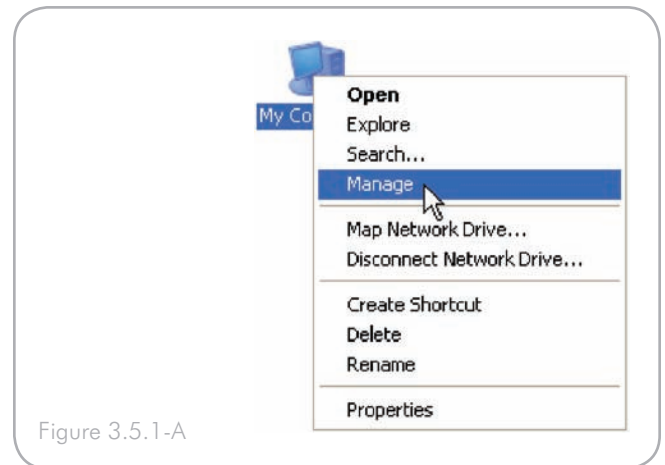 My Co
Open
Explore
Search...
Manage
Map Network Drive...
Disconnect Network Drive...
Create Shortcut
Delete
Rename
Properties
Figure 3.5.1-A